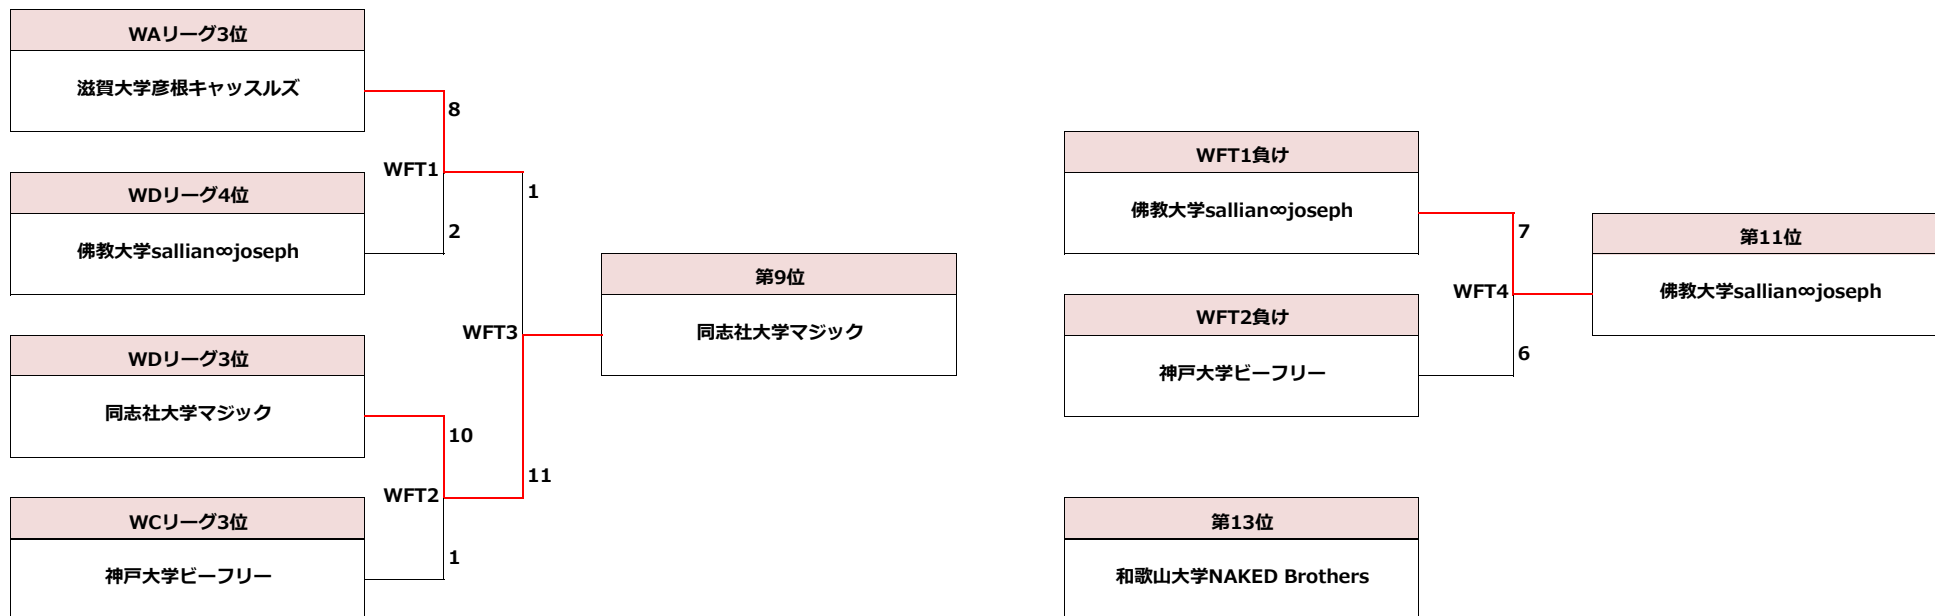 WAリーグ3位
滋賀大学彦根キャッスルズ
8
WFT1
WDリーグ4位
佛教大学sallian∞joseph
2
1
WFT3
第9位
同志社大学マジック
WDリーグ3位
同志社大学マジック
10
11
WFT2
WCリーグ3位
神戸大学ビーフリー
1
WFT1負け
佛教大学sallian∞joseph
7
WFT4
第11位
佛教大学sallian∞joseph
WFT2負け
神戸大学ビーフリー
6
第13位
和歌山大学NAKED Brothers